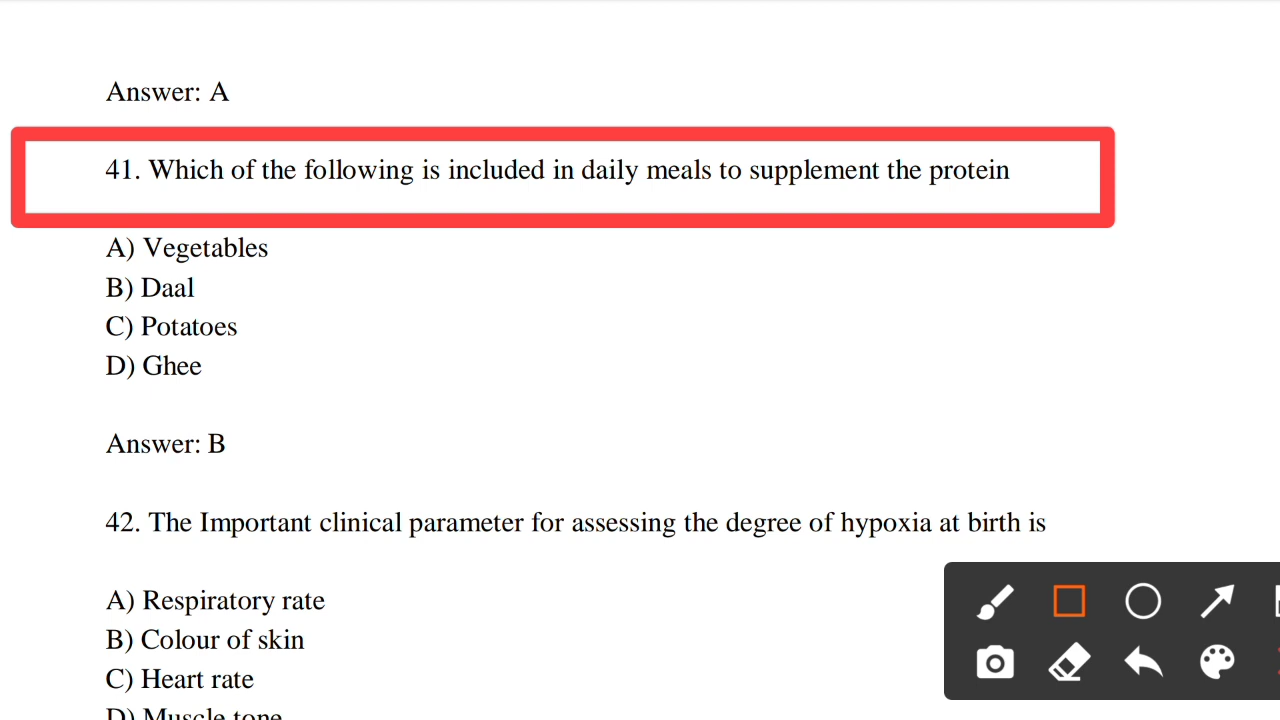 Answer: A
41. Which of the following is included in daily meals to supplement the protein
A) Vegetables
B) Daal
C) Potatoes
D) Ghee
Answer: B
42. The Important clinical parameter for assessing the degree of hypoxia at birth is
A) Respiratory rate
B) Colour of skin
C) Heart rate
D) Muscle tone